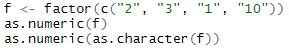 f <- factor(c("2", "3", "1", "10"))
as.numeric(f)
as.numeric(as.character(f))